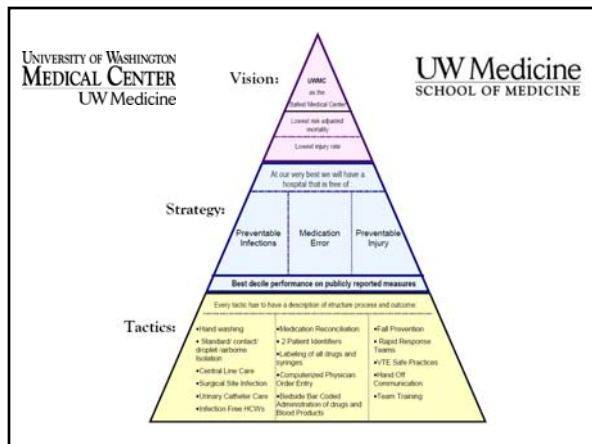 UNIVERSITY OF WASHINGTON
MEDICAL CENTER
UW Medicine
UW Medicine
SCHOOL OF MEDICINE
Vision:
UWMC
as the
Safest Medical Center
Lowest risk adjusted
mortality
Lowest injury rate
Strategy:
At our very best we will have a
hospital that is free of
Preventable
Infections
Medication
Error
Preventable
Injury
Best decile performance on publicly reported measures
Tactics:
Every tactic has to have a description of structure process and outcome.
•Hand washing
• Standard/ contact/
droplet /airborne
Isolation
•Central Line Care
•Surgical Site Infection
•Urinary Catheter Care
•Infection Free HCWs
•Medication Reconciliation
• 2 Patient Identifiers
•Labeling of all drugs and
syringes
•Computerized Physician
Order Entry
•Bedside Bar Coded
Administration of drugs and
Blood Products
•Fall Prevention
• Rapid Response
Teams
•VTE Safe Practices
•Hand Off
Communication
•Team Training